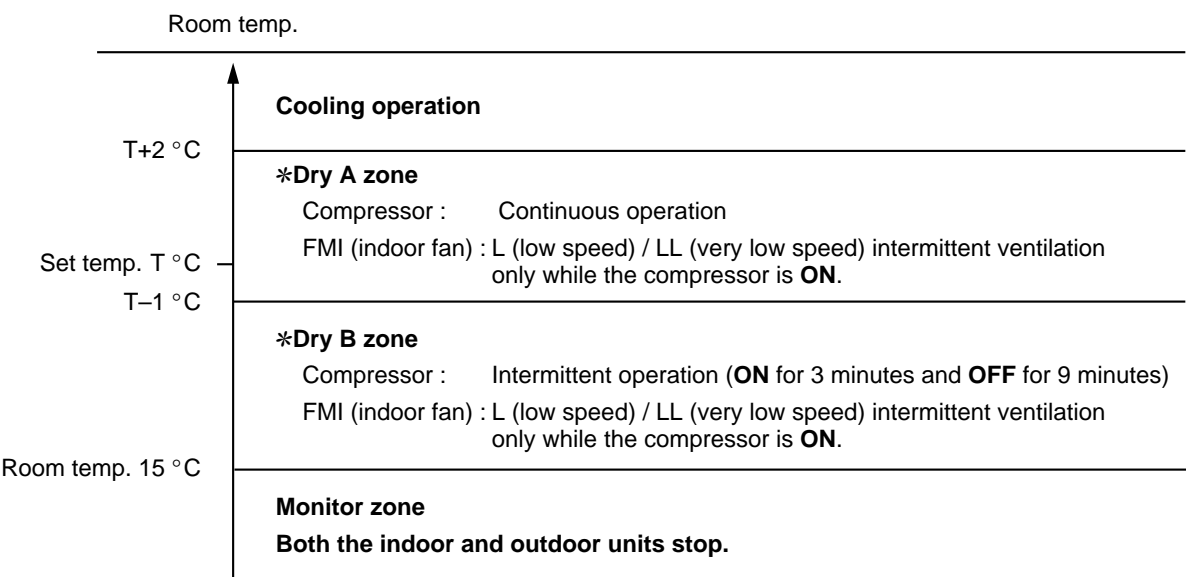 Room temp.
Cooling operation
T+2 °C
*Dry A zone
Compressor : Continuous operation
FMI (indoor fan) : L (low speed) / LL (very low speed) intermittent ventilation
only while the compressor is ON.
Set temp. T °C
T–1 °C
*Dry B zone
Compressor : Intermittent operation (ON for 3 minutes and OFF for 9 minutes)
FMI (indoor fan) : L (low speed) / LL (very low speed) intermittent ventilation
only while the compressor is ON.
Room temp. 15 °C
Monitor zone
Both the indoor and outdoor units stop.